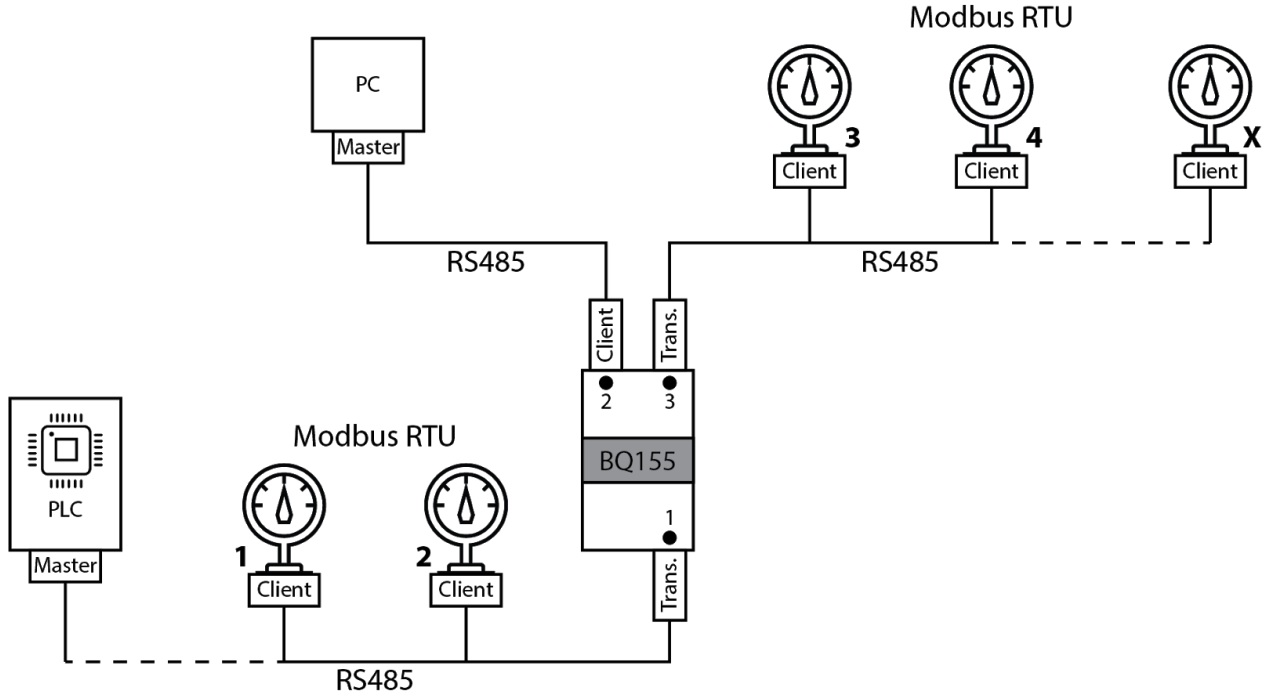 Modbus RTU
PC
Master
3
4
X
Client
Client
Client
RS485
RS485
Client
Trans.
2
3
BQ155
1
Trans.
Modbus RTU
PLC
Master
1
2
Client
Client
RS485